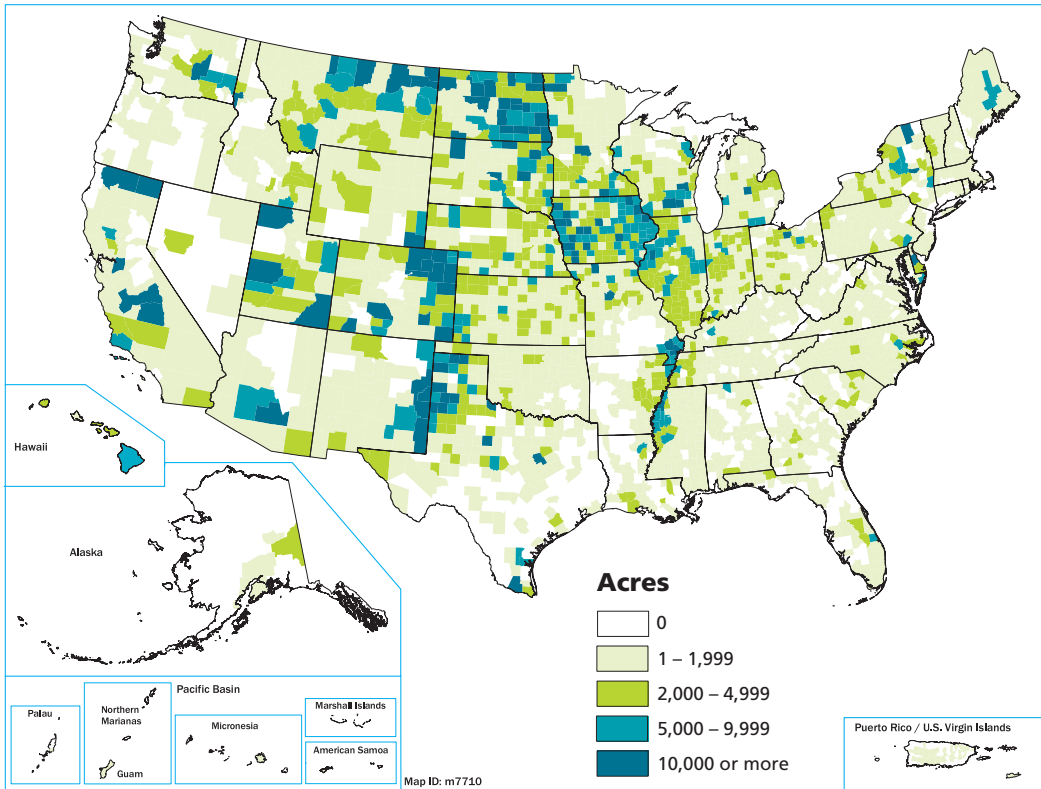 Hawaii
Alaska
Pacific Basin
Palau
Northern
Marianas
Guam
Micronesia
Marshall Islands
American Samoa
Map ID: m7710
Acres
0
1 – 1,999
2,000 – 4,999
5,000 – 9,999
10,000 or more
Puerto Rico / U.S. Virgin Islands